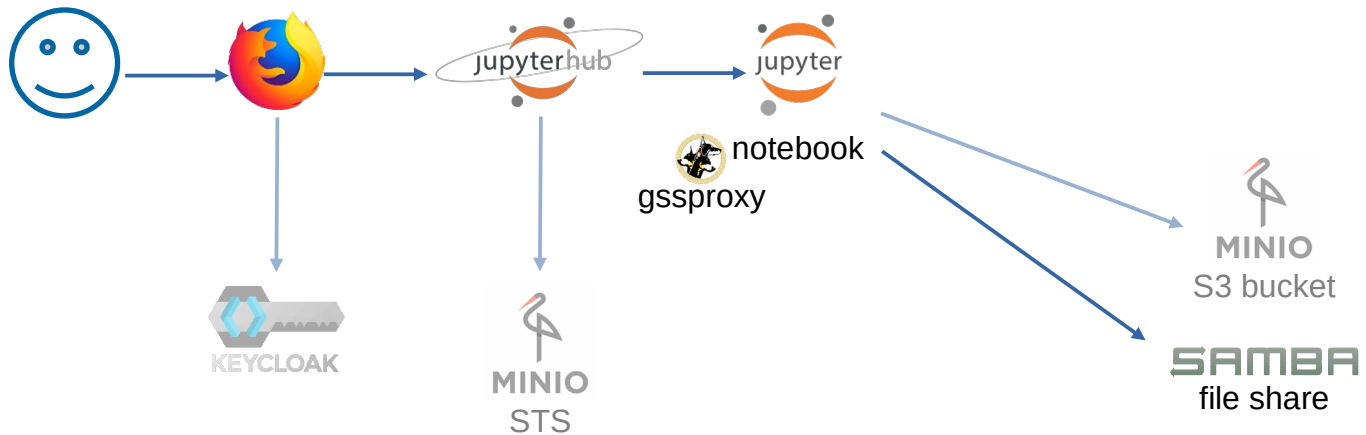 jupyterhub
jupyter
notebook
gssproxy
MINIO
S3 bucket
KEYCLOAK
MINIO
STS
SAMBA
file share